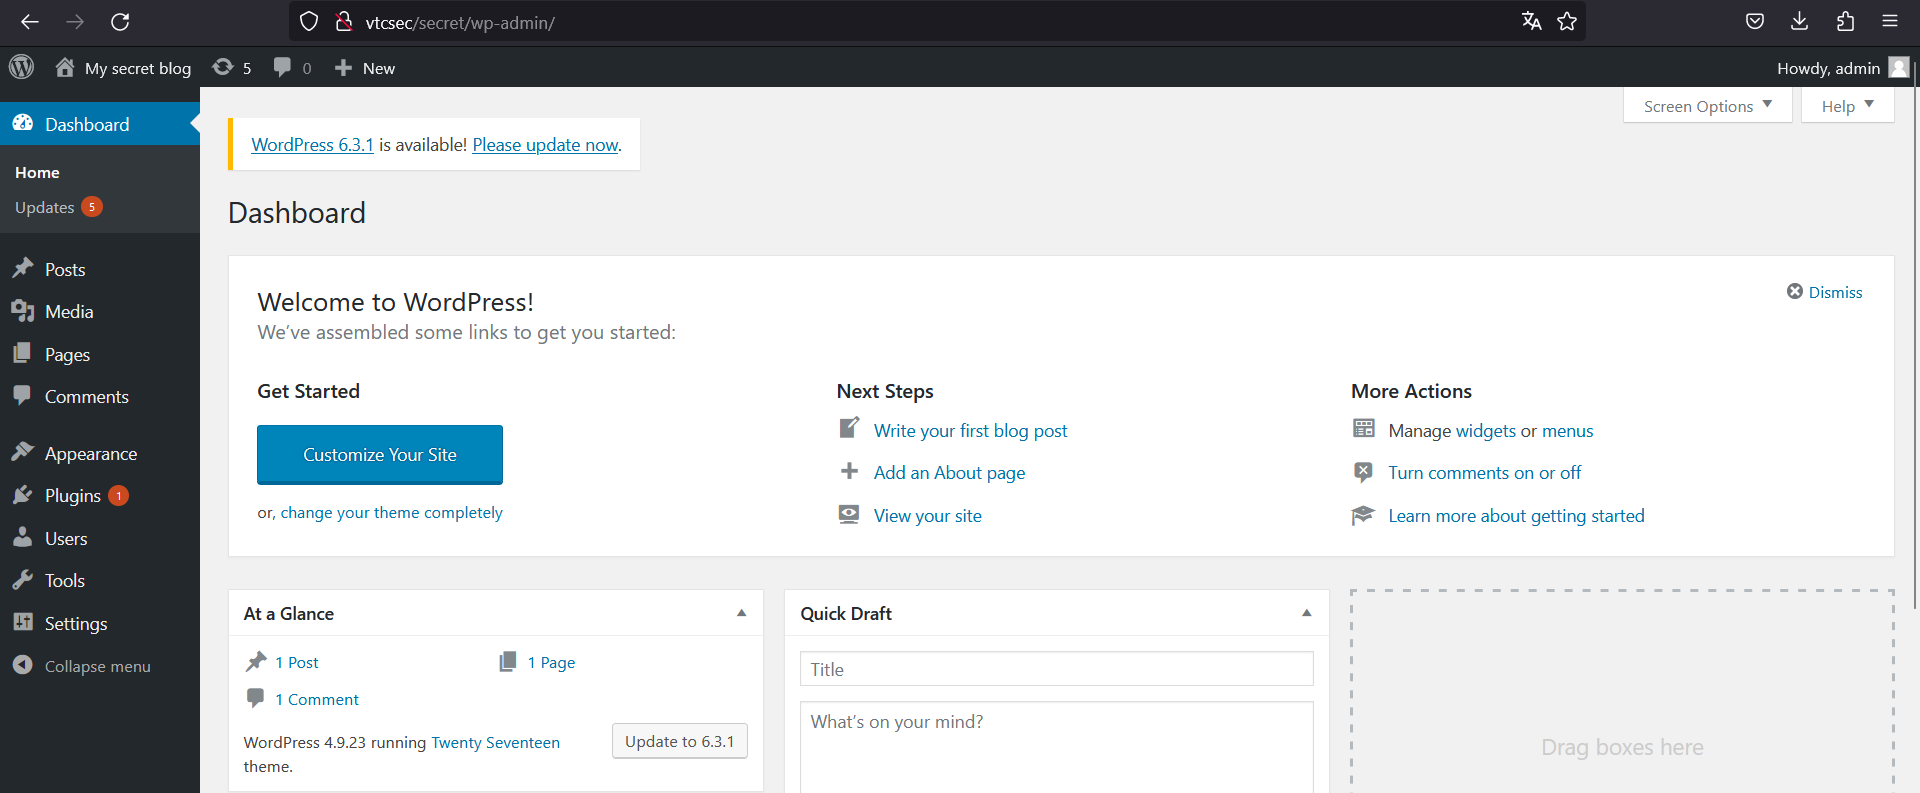 vtcsec/secret/wp-admin/
My secret blog 5 0 New Howdy, admin
Screen Options Help
Dashboard
Home
Updates 5
Posts
Media
Pages
Comments
Appearance
Plugins 1
Users
Tools
Settings
Collapse menu
WordPress 6.3.1 is available! Please update now.
Dashboard
Welcome to WordPress!
We’ve assembled some links to get you started:
Dismiss
Get Started
Customize Your Site
or, change your theme completely
Next Steps
Write your first blog post
Add an About page
View your site
More Actions
Manage widgets or menus
Turn comments on or off
Learn more about getting started
At a Glance
1 Post 1 Page
1 Comment
WordPress 4.9.23 running Twenty Seventeen
theme.
Update to 6.3.1
Quick Draft
Title
What’s on your mind?
Drag boxes here